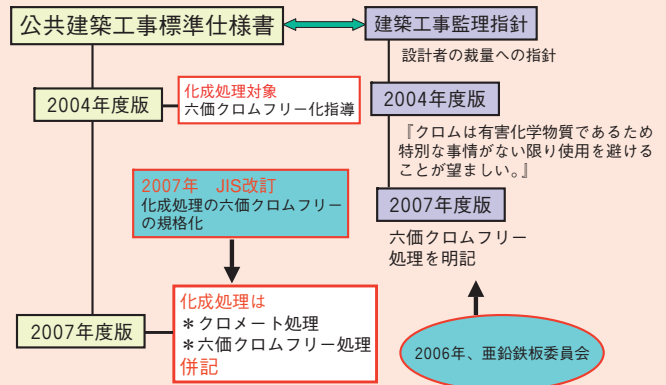 公共建築工事標準仕様書
建築工事監理指針
設計者の裁量への指針
2004年度版
化成処理対象
六価クロムフリー化指導
2004年度版
『クロムは有害化学物質であるため
特別な事情がない限り使用を避ける
ことが望ましい。』
2007年　JIS改訂
化成処理の六価クロムフリー
の規格化
2007年度版
六価クロムフリー
処理を明記
化成処理は
＊クロメート処理
＊六価クロムフリー処理
併記
2007年度版
2006年、亜鉛鉄板委員会